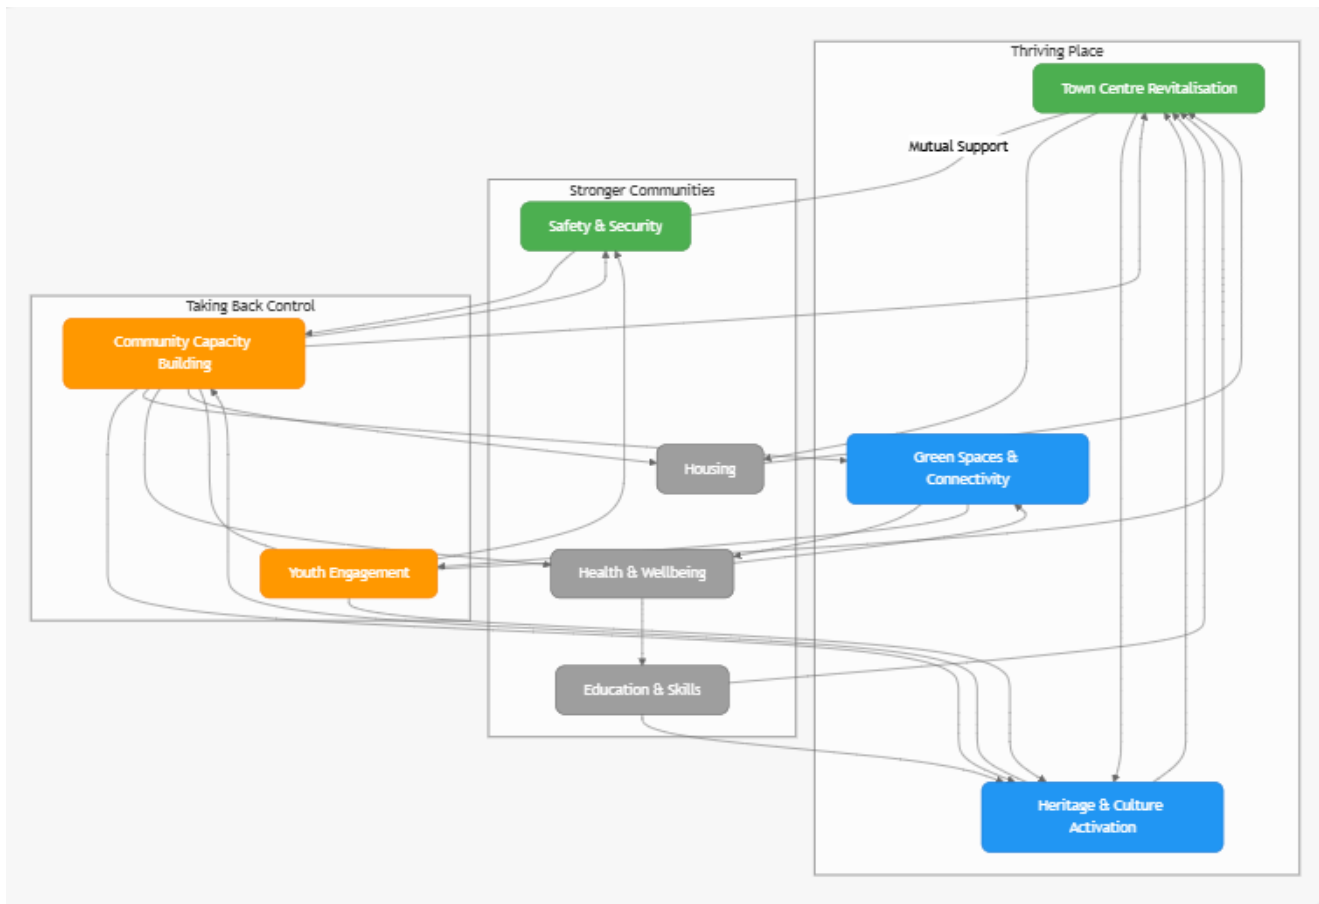 Thriving Place
Town Centre Revitalisation
Mutual Support
Stronger Communities
Safety & Security
Taking Back Control
Community Capacity
Building
Housing
Green Spaces &
Connectivity
Youth Engagement
Health & Wellbeing
Education & Skills
Heritage & Culture
Activation